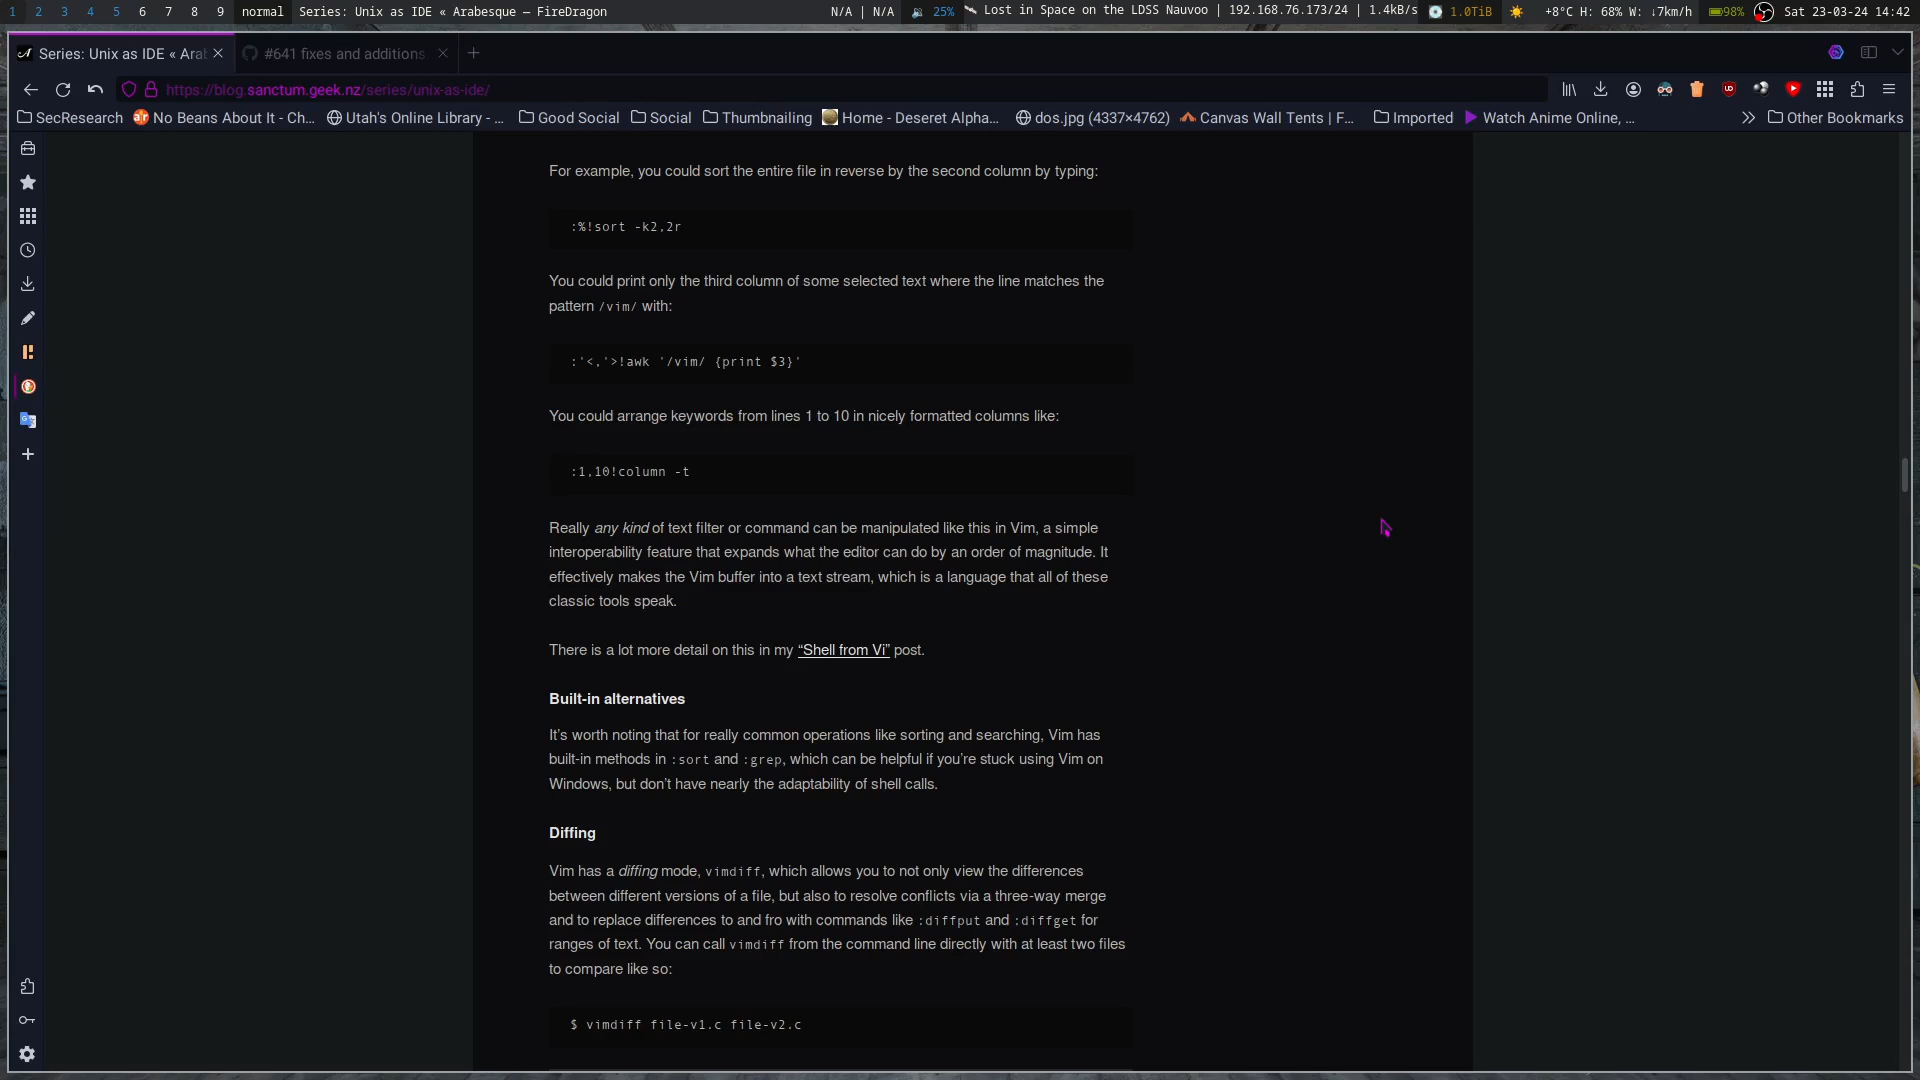 1 2 3 4 5 6 7 8 9 normal Series: Unix as IDE « Arabesque — FireDragon N/A | N/A 25% Lost in Space on the LDSS Nauvoo | 192.168.76.173/24 | 1.4kB/s 1.0TiB +8°C H: 68% W: ↓7km/h 98% Sat 23-03-24 14:42
Series: Unix as IDE « Ara #641 fixes and additions
https://blog.sanctum.geek.nz/series/unix-as-ide/
SecResearch No Beans About It - Ch... Utah's Online Library - ... Good Social Social Thumbnailing Home - Deseret Alpha... dos.jpg (4337×4762) Canvas Wall Tents | F... Imported Watch Anime Online, ... Other Bookmarks
For example, you could sort the entire file in reverse by the second column by typing:
:%!sort -k2,2r
You could print only the third column of some selected text where the line matches the
pattern /vim/ with:
:'<,'>!awk '/vim/ {print $3}'
You could arrange keywords from lines 1 to 10 in nicely formatted columns like:
:1,10!column -t
Really any kind of text filter or command can be manipulated like this in Vim, a simple
interoperability feature that expands what the editor can do by an order of magnitude. It
effectively makes the Vim buffer into a text stream, which is a language that all of these
classic tools speak.
There is a lot more detail on this in my “Shell from Vi” post.
Built-in alternatives
It’s worth noting that for really common operations like sorting and searching, Vim has
built-in methods in :sort and :grep, which can be helpful if you’re stuck using Vim on
Windows, but don’t have nearly the adaptability of shell calls.
Diffing
Vim has a diffing mode, vimdiff, which allows you to not only view the differences
between different versions of a file, but also to resolve conflicts via a three-way merge
and to replace differences to and fro with commands like :diffput and :diffget for
ranges of text. You can call vimdiff from the command line directly with at least two files
to compare like so:
$ vimdiff file-v1.c file-v2.c